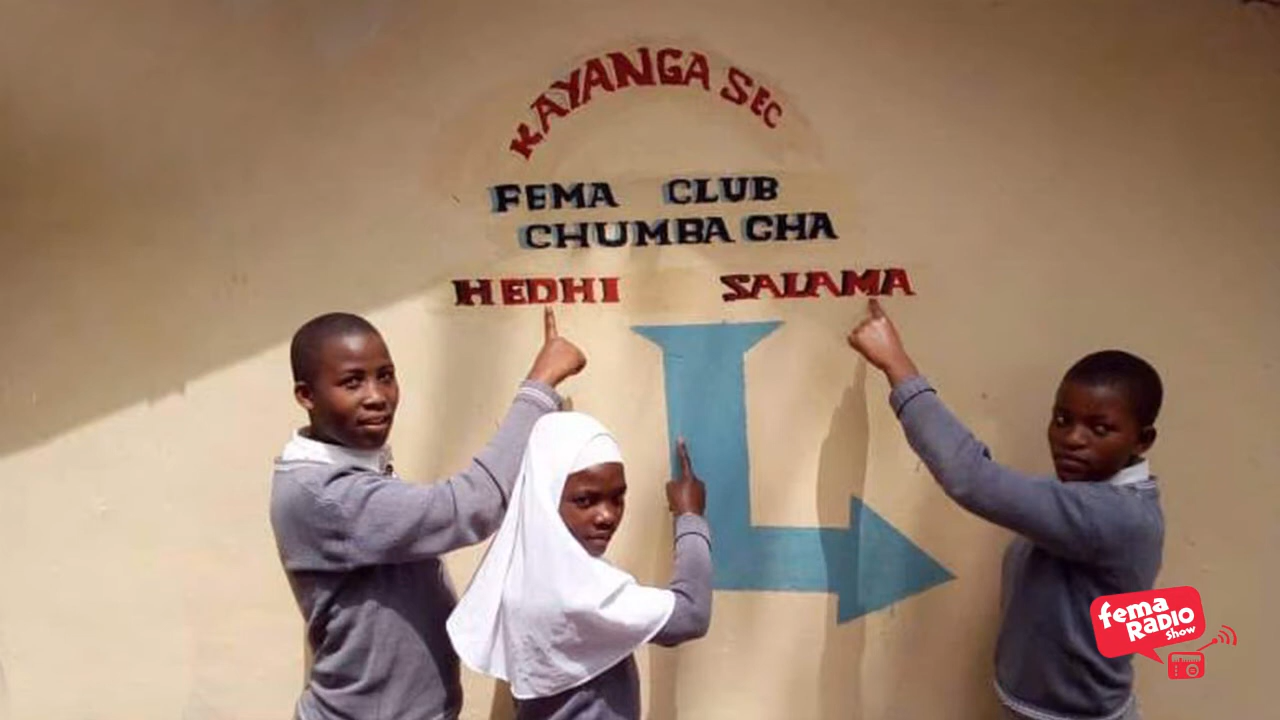 KAYANGA SEC
FEMA CLUB
CHUMBA CHA
HEDHI SALAMA
fema
RADIO
Show